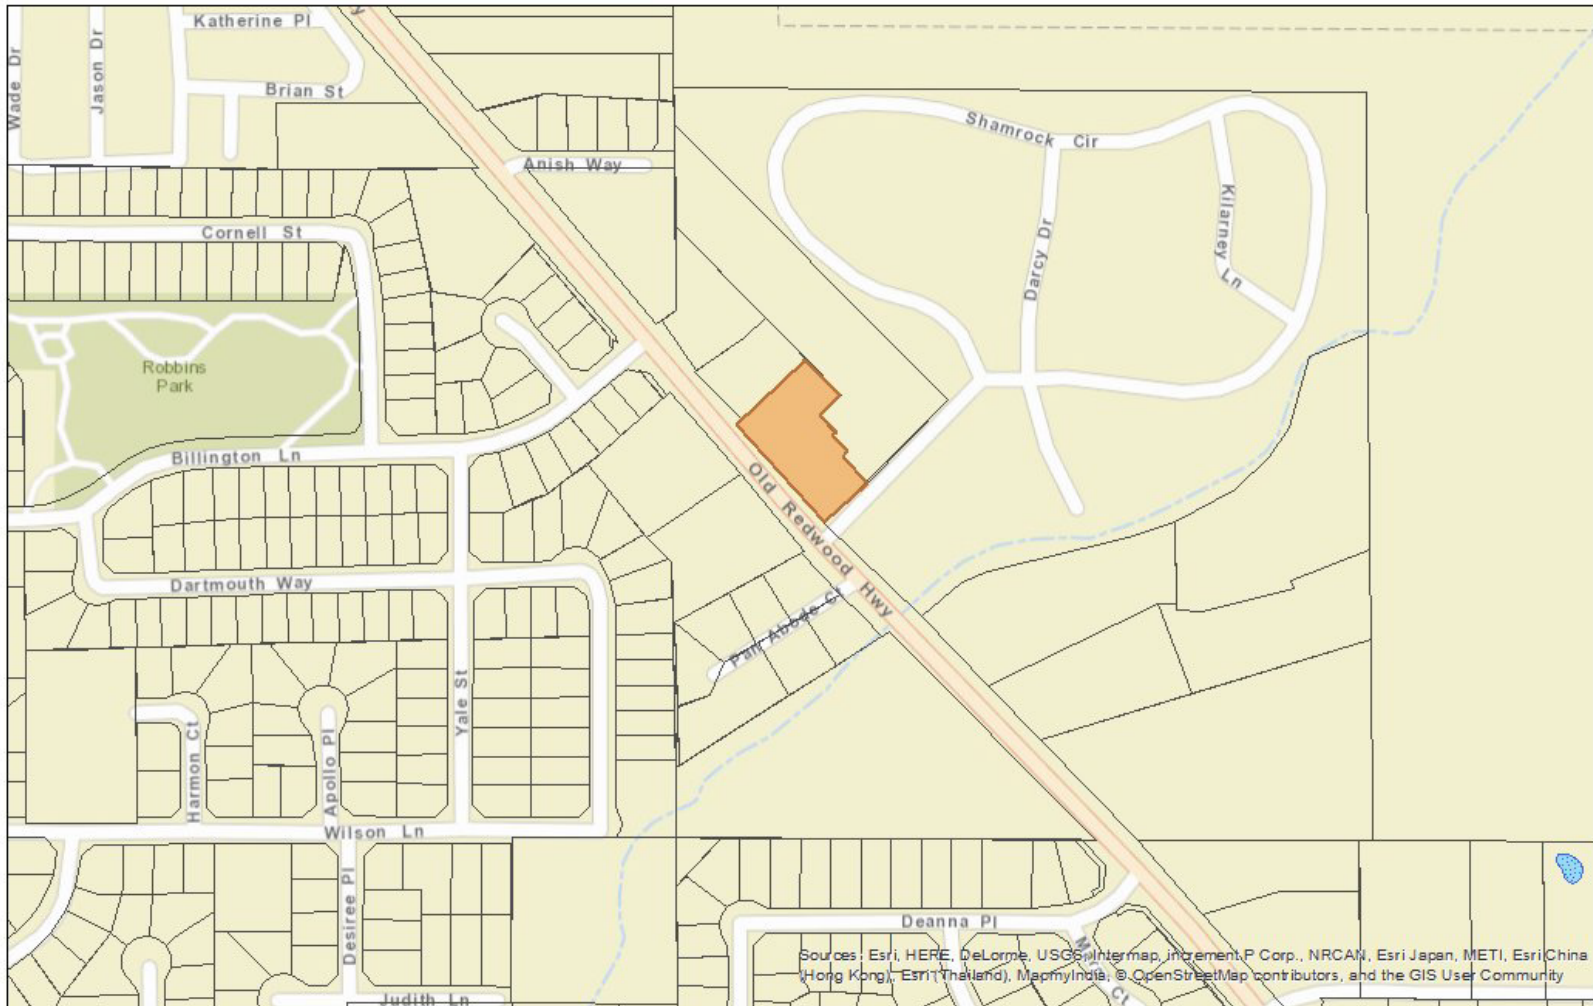 Katherine Pl
Wade Dr
Jason Dr
Brian St
Shamrock Cir
Anish Way
Kilarney Ln
Cornell St
Darcy Dr
Robbins
Park
Billington Ln
Old Redwood Hwy
Dartmouth Way
Pan Abode Ct
Yale St
Harmon Ct
Apollo Pl
Wilson Ln
Desiree Pl
Deanna Pl
Judith Ln
Sources: Esri, HERE, DeLorme, USGS, Intermap, increment P Corp., NRCAN, Esri Japan, METI, Esri China
(Hong Kong), Esri (Thailand), MapmyIndia, © OpenStreetMap contributors, and the GIS User Community